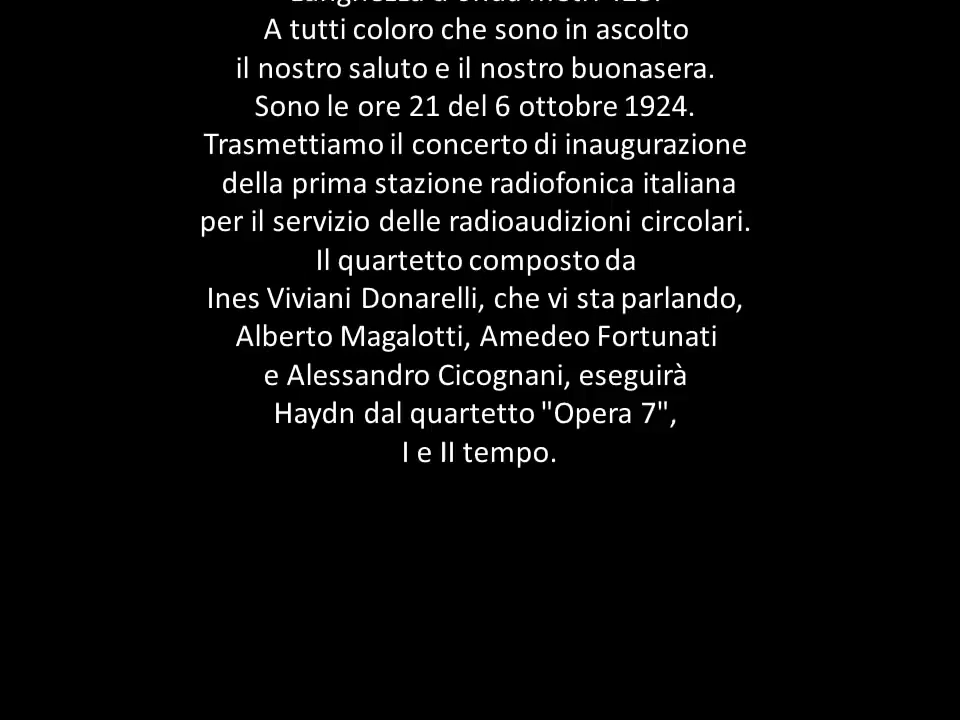 A tutti coloro che sono in ascolto
il nostro saluto e il nostro buonasera.
Sono le ore 21 del 6 ottobre 1924.
Trasmettiamo il concerto di inaugurazione
della prima stazione radiofonica italiana
per il servizio delle radioaudizioni circolari.
Il quartetto composto da
Ines Viviani Donarelli, che vi sta parlando,
Alberto Magalotti, Amedeo Fortunati
e Alessandro Cicognani, eseguirà
Haydn dal quartetto "Opera 7",
I e II tempo.